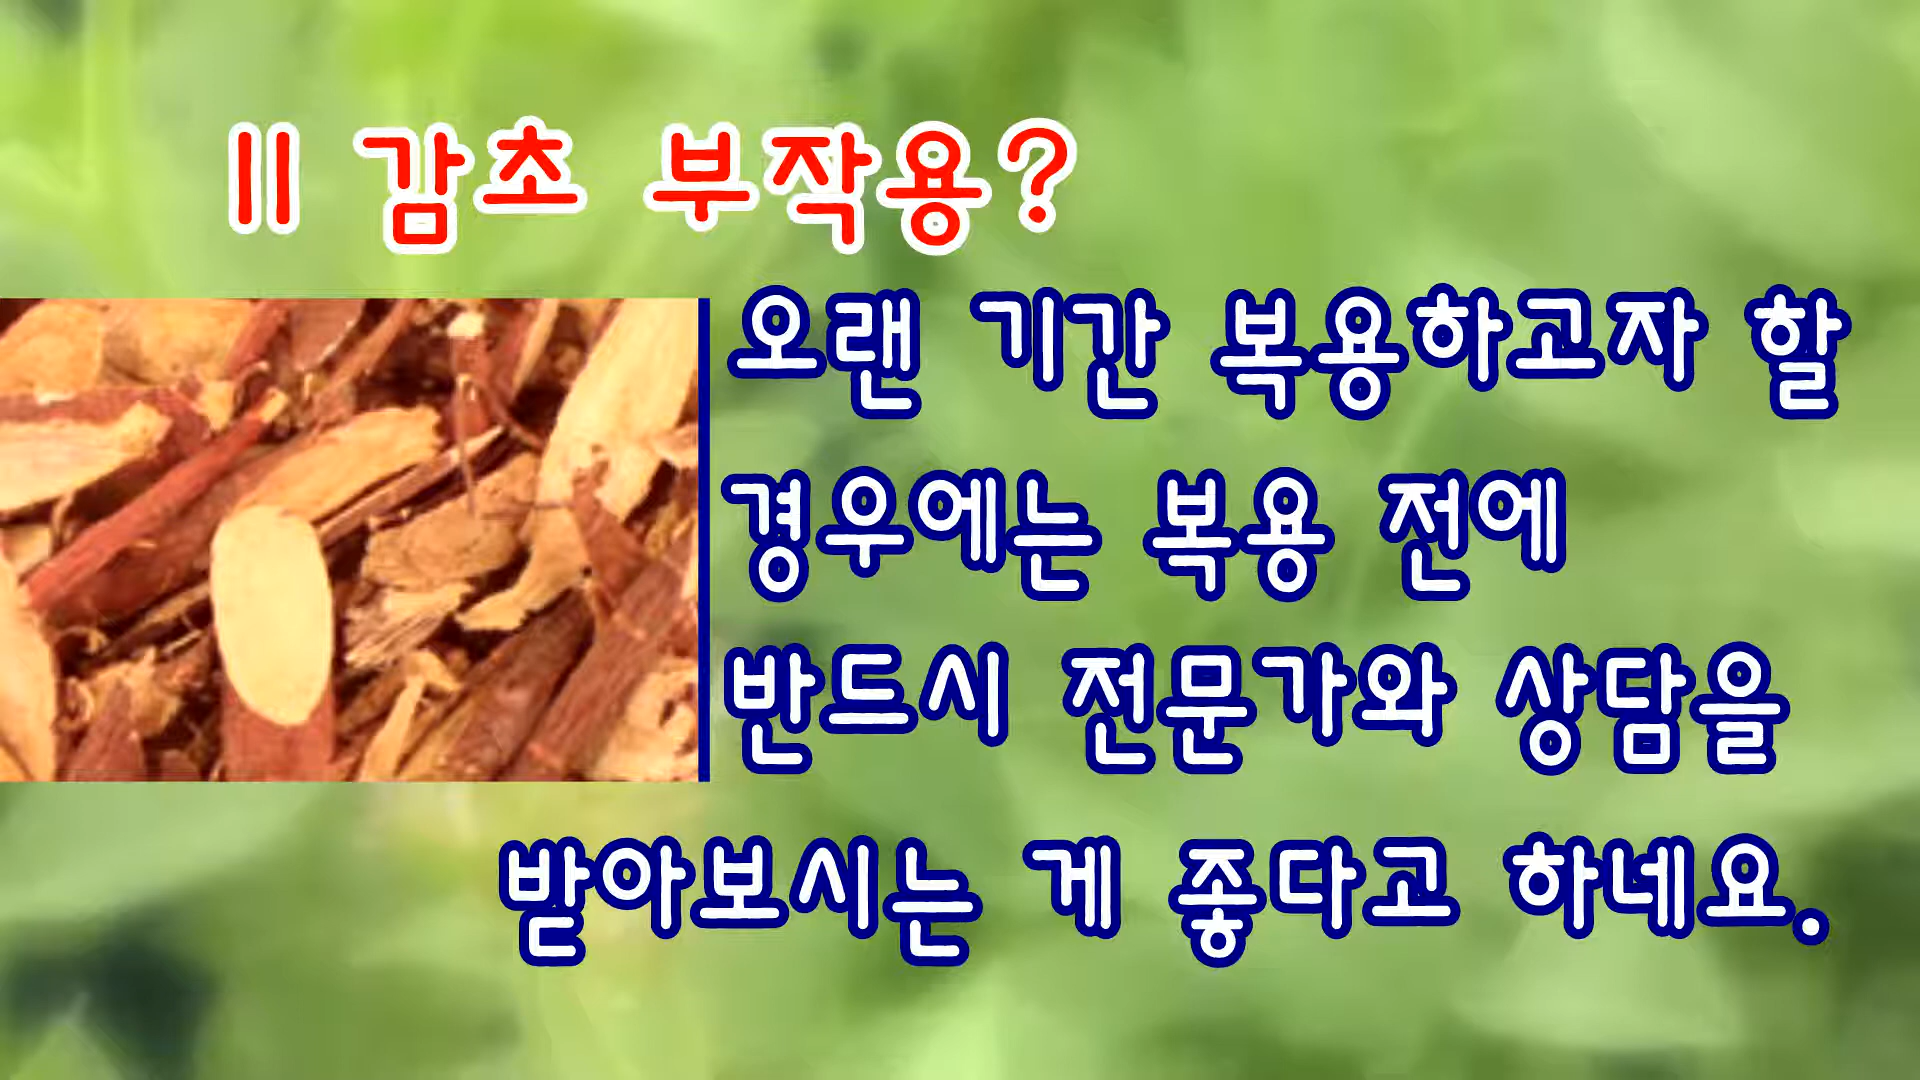 II 감초 부작용?
오랜 기간 복용하고자 할
경우에는 복용 전에
반드시 전문가와 상담을
받아보시는 게 좋다고 하네요.